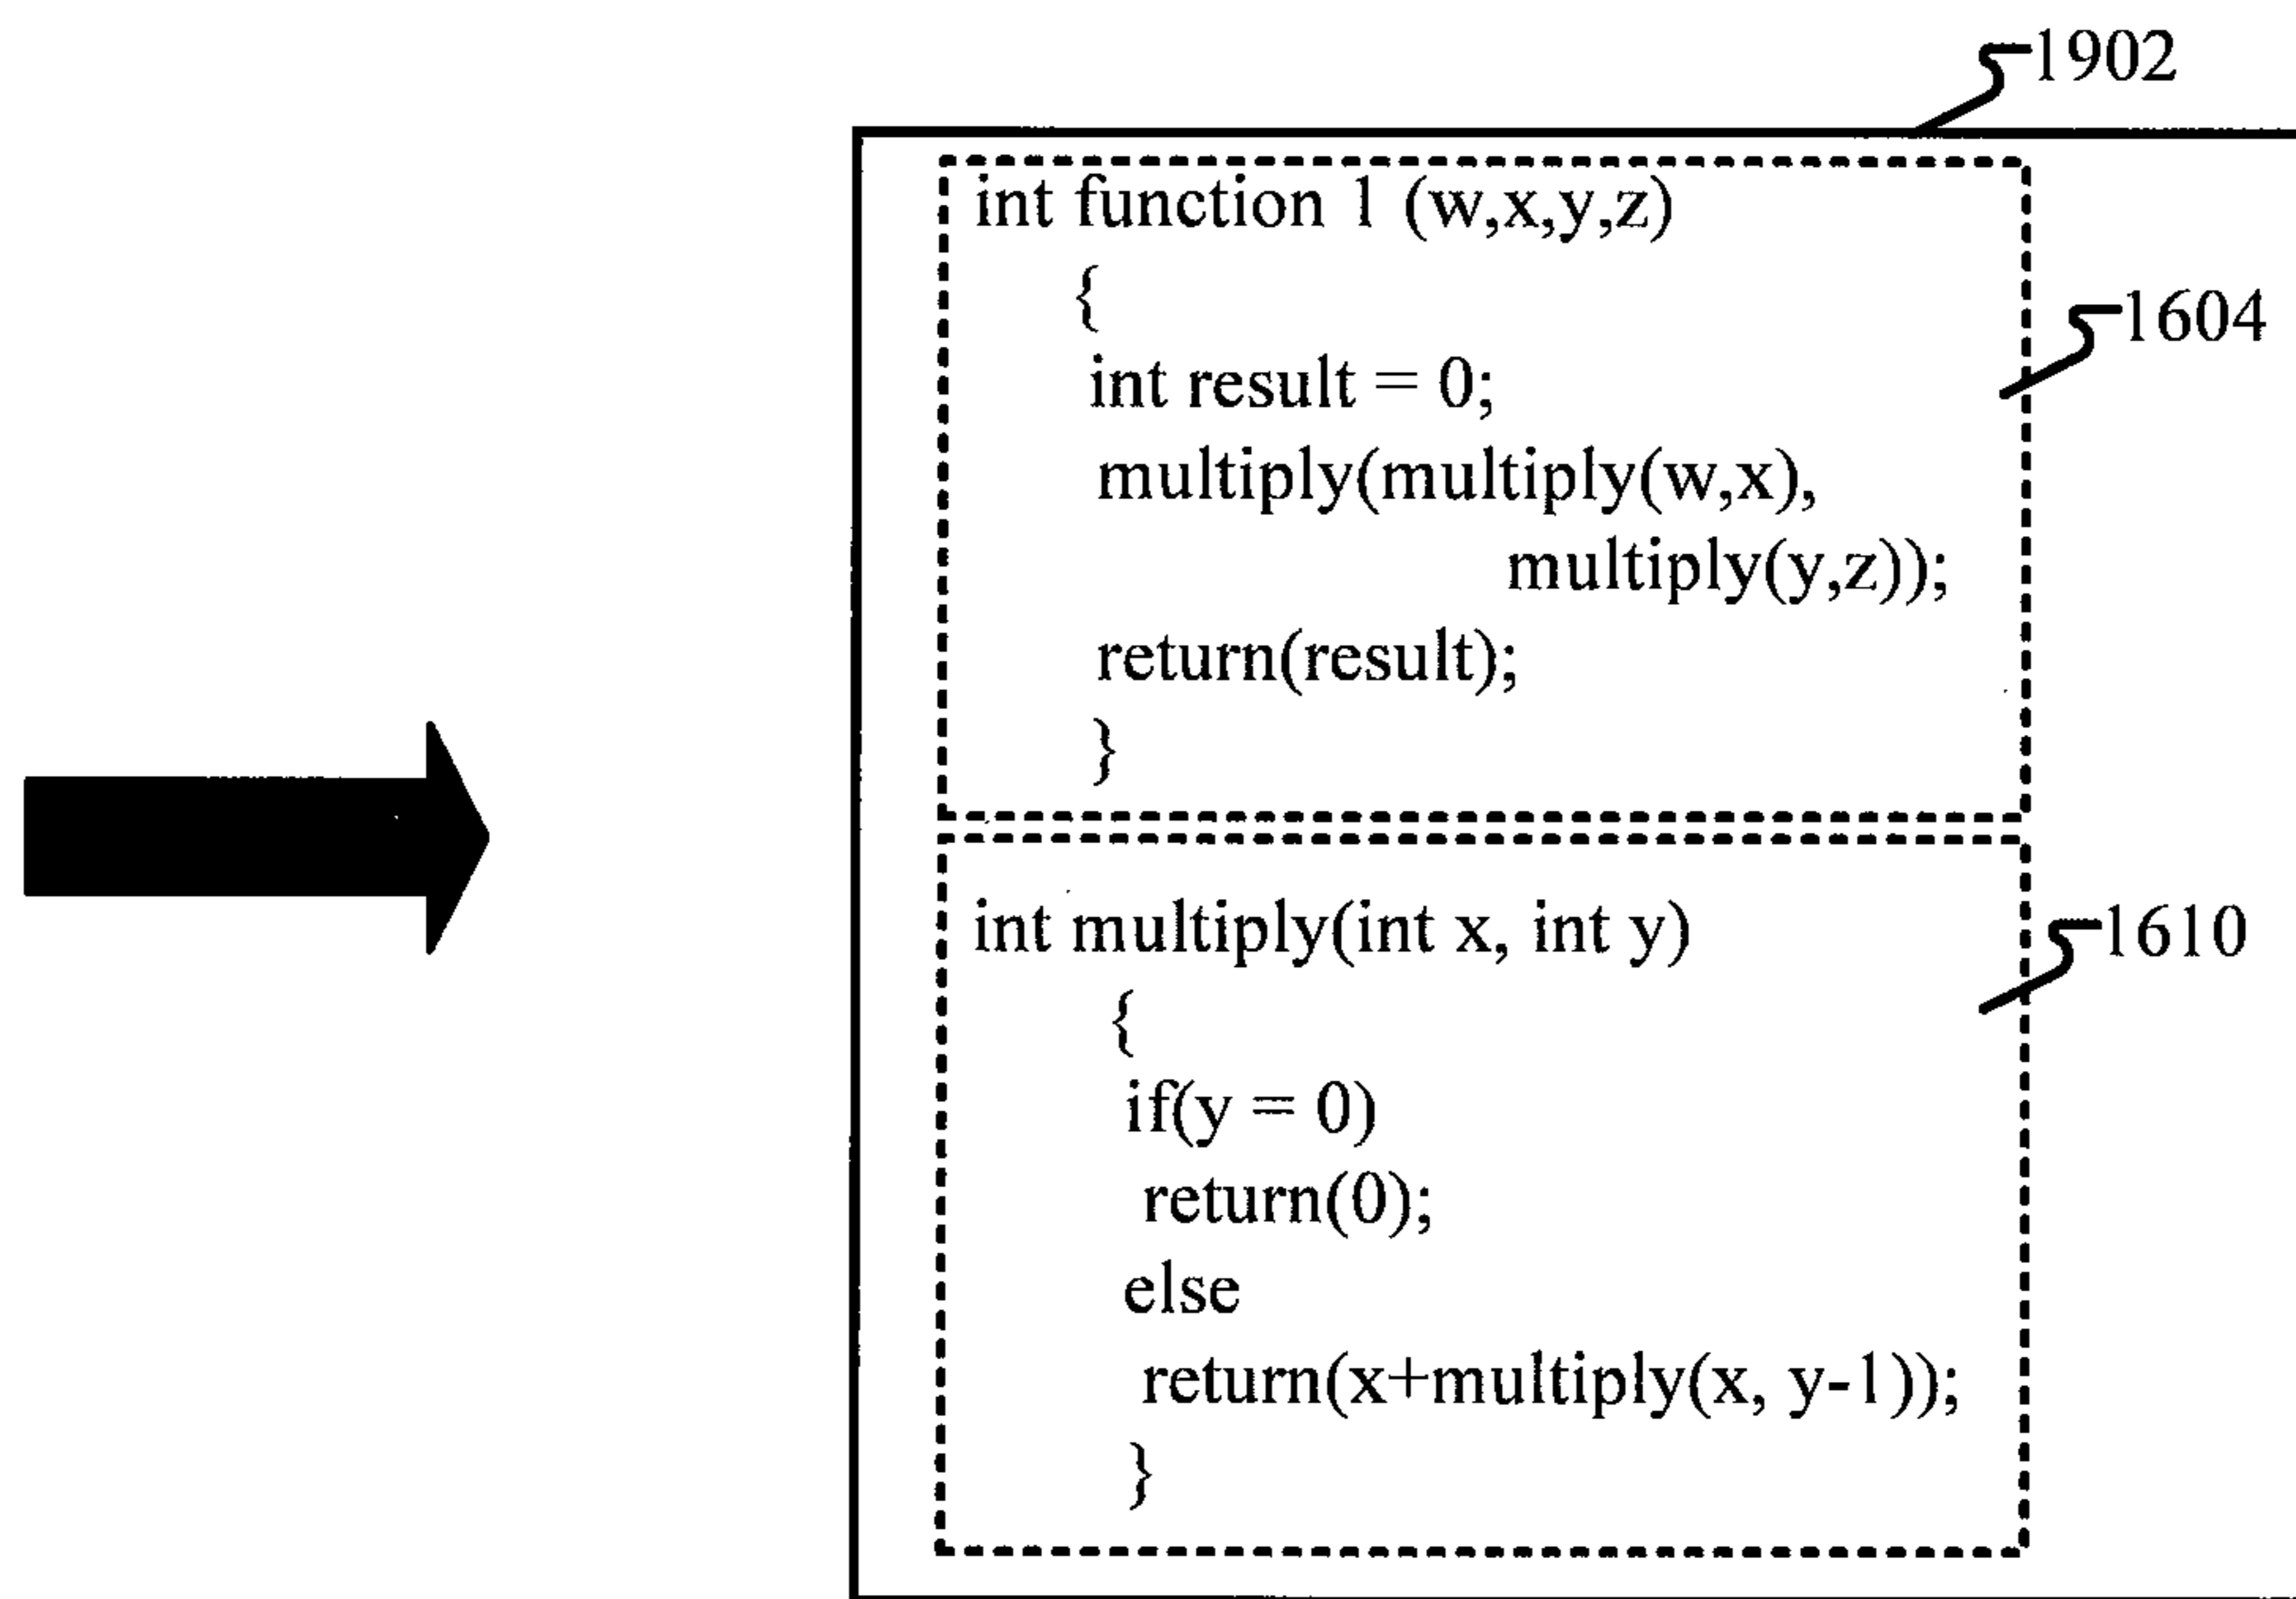 1902
int function 1 (w,x,y,z)
{
1604
int result = 0;
multiply(multiply(w,x),
multiply(y,z));
return(result);
}
int multiply(int x, int y)
1610
{
if(y = 0)
return(0);
else
return(x+multiply(x, y-1));
}